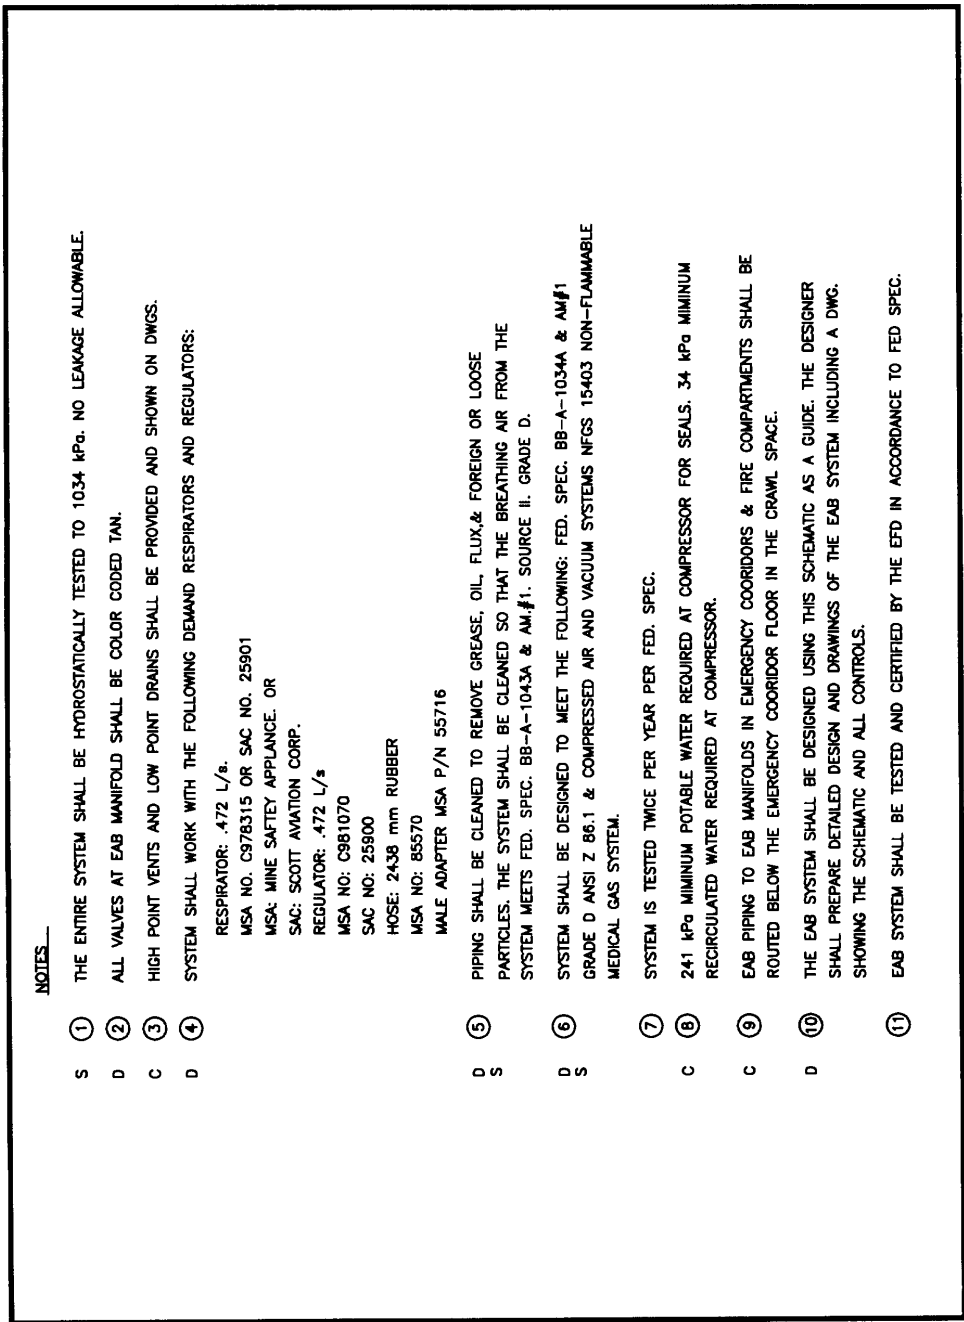 NOTES
S 1 THE ENTIRE SYSTEM SHALL BE HYDROSTATICALLY TESTED TO 1034 kPa. NO LEAKAGE ALLOWABLE.
D 2 ALL VALVES AT EAB MANIFOLD SHALL BE COLOR CODED TAN.
C 3 HIGH POINT VENTS AND LOW POINT DRAINS SHALL BE PROVIDED AND SHOWN ON DWGS.
D 4 SYSTEM SHALL WORK WITH THE FOLLOWING DEMAND RESPIRATORS AND REGULATORS:
RESPIRATOR: .472 L/s.
MSA NO. C978315 OR SAC NO. 25901
MSA: MINE SAFTEY APPLANCE. OR
SAC: SCOTT AVIATION CORP.
REGULATOR: .472 L/s
MSA NO: C981070
SAC NO: 25900
HOSE: 2438 mm RUBBER
MSA NO: 85570
MALE ADAPTER MSA P/N 55716
D 5 PIPING SHALL BE CLEANED TO REMOVE GREASE, OIL, FLUX,& FOREIGN OR LOOSE
S PARTICLES. THE SYSTEM SHALL BE CLEANED SO THAT THE BREATHING AIR FROM THE
SYSTEM MEETS FED. SPEC. BB-A-1043A & AM.#1. SOURCE II. GRADE D.
D 6 SYSTEM SHALL BE DESIGNED TO MEET THE FOLLOWING: FED. SPEC. BB-A-1034A & AM#1
S GRADE D ANSI Z 86.1 & COMPRESSED AIR AND VACUUM SYSTEMS NFGS 15403 NON-FLAMMABLE
MEDICAL GAS SYSTEM.
7 SYSTEM IS TESTED TWICE PER YEAR PER FED. SPEC.
C 8 241 kPa MIMINUM POTABLE WATER REQUIRED AT COMPRESSOR FOR SEALS. 34 kPa MIMINUM
RECIRCULATED WATER REQUIRED AT COMPRESSOR.
C 9 EAB PIPING TO EAB MANIFOLDS IN EMERGENCY COORIDORS & FIRE COMPARTMENTS SHALL BE
ROUTED BELOW THE EMERGENCY COORIDOR FLOOR IN THE CRAWL SPACE.
D 10 THE EAB SYSTEM SHALL BE DESIGNED USING THIS SCHEMATIC AS A GUIDE. THE DESIGNER
SHALL PREPARE DETAILED DESIGN AND DRAWINGS OF THE EAB SYSTEM INCLUDING A DWG.
SHOWING THE SCHEMATIC AND ALL CONTROLS.
11 EAB SYSTEM SHALL BE TESTED AND CERTIFIED BY THE EFD IN ACCORDANCE TO FED SPEC.